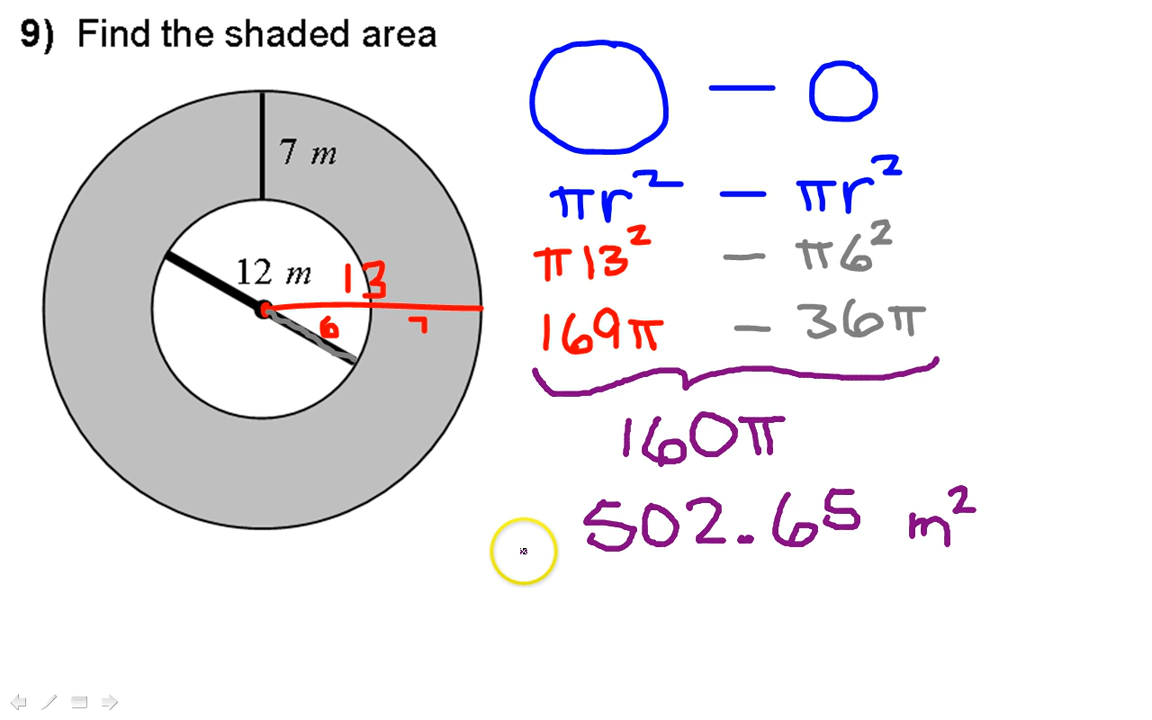 9) Find the shaded area
7 m
12 m
13
6
7
πr² – πr²
π13² – π6²
169π – 36π
160π
502.65 m²